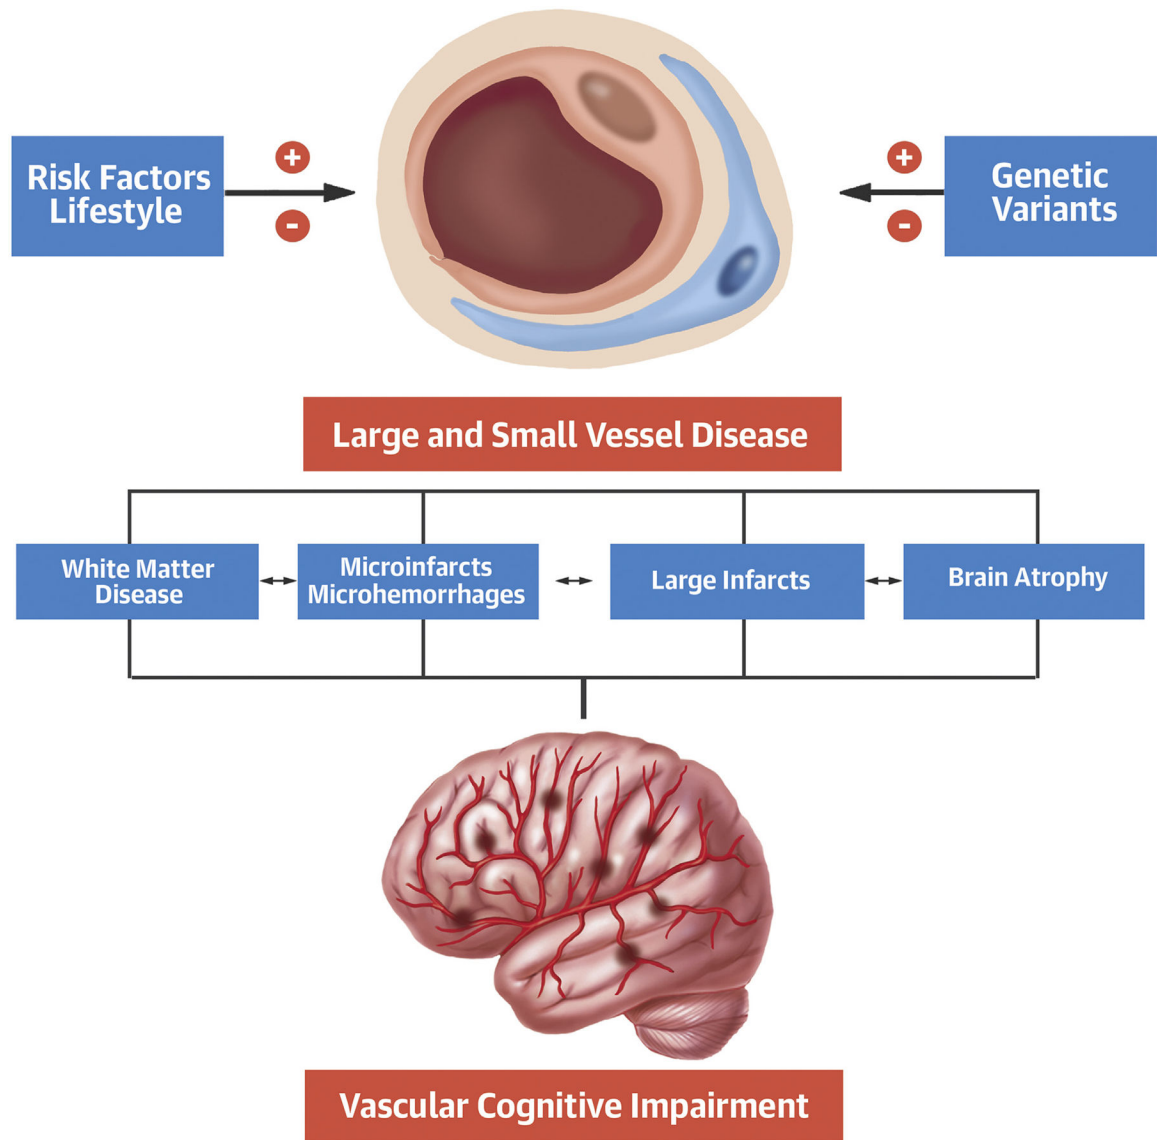 Risk Factors
Lifestyle
+
-
+
-
Genetic
Variants
Large and Small Vessel Disease
White Matter
Disease
Microinfarcts
Microhemorrhages
Large Infarcts
Brain Atrophy
Vascular Cognitive Impairment